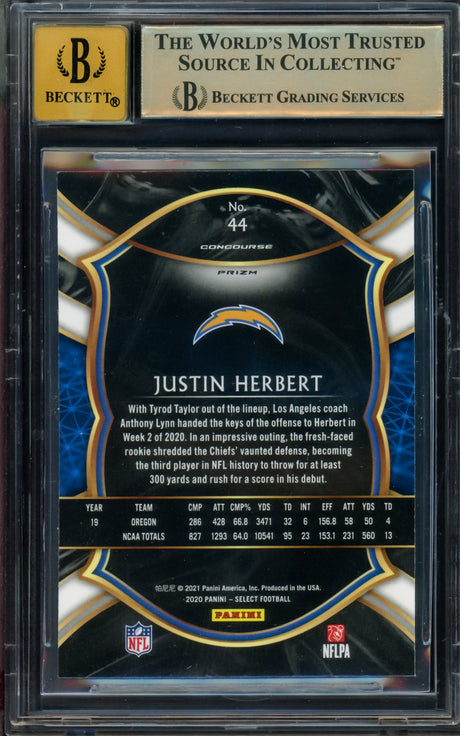 B
BECKETT®
THE WORLD'S MOST TRUSTED
SOURCE IN COLLECTING™
B BECKETT GRADING SERVICES
No.
44
CONCOURSE
PRIZM
JUSTIN HERBERT
With Tyrod Taylor out of the lineup, Los Angeles coach
Anthony Lynn handed the keys of the offense to Herbert in
Week 2 of 2020. In an impressive outing, the fresh-faced
rookie shredded the Chiefs' vaunted defense, becoming
the third player in NFL history to throw for at least
300 yards and rush for a score in his debut.
YEAR TEAM CMP ATT CMP% YDS TD INT EFF ATT YDS TD
19 OREGON 286 428 66.8 3471 32 6 156.8 58 50 4
NCAA TOTALS 827 1293 64.0 10541 95 23 153.1 231 560 13
帕尼尼 © 2021 Panini America, Inc. Produced in the USA.
2020 PANINI – SELECT FOOTBALL
PANINI
NFL
NFLPA